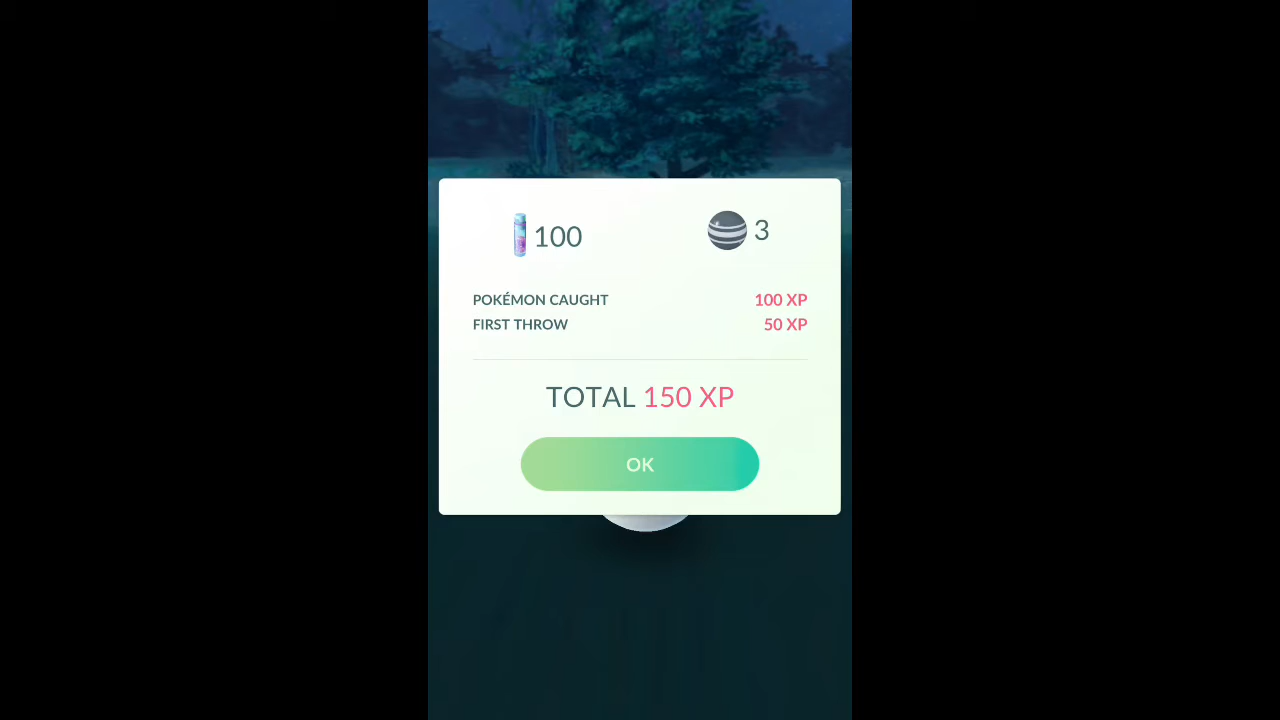 100 3
POKÉMON CAUGHT 100 XP
FIRST THROW 50 XP
TOTAL 150 XP
OK